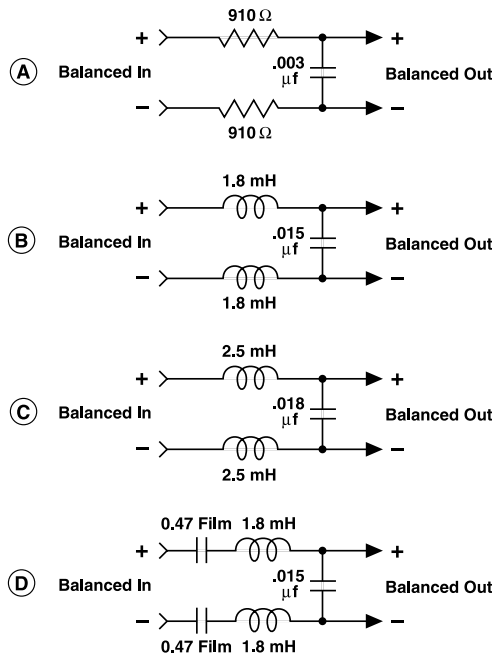 910 Ω
+ +
A Balanced In .003 µf Balanced Out
− −
910 Ω
1.8 mH
+ +
B Balanced In .015 µf Balanced Out
− −
1.8 mH
2.5 mH
+ +
C Balanced In .018 µf Balanced Out
− −
2.5 mH
0.47 Film 1.8 mH
+ +
D Balanced In .015 µf Balanced Out
− −
0.47 Film 1.8 mH